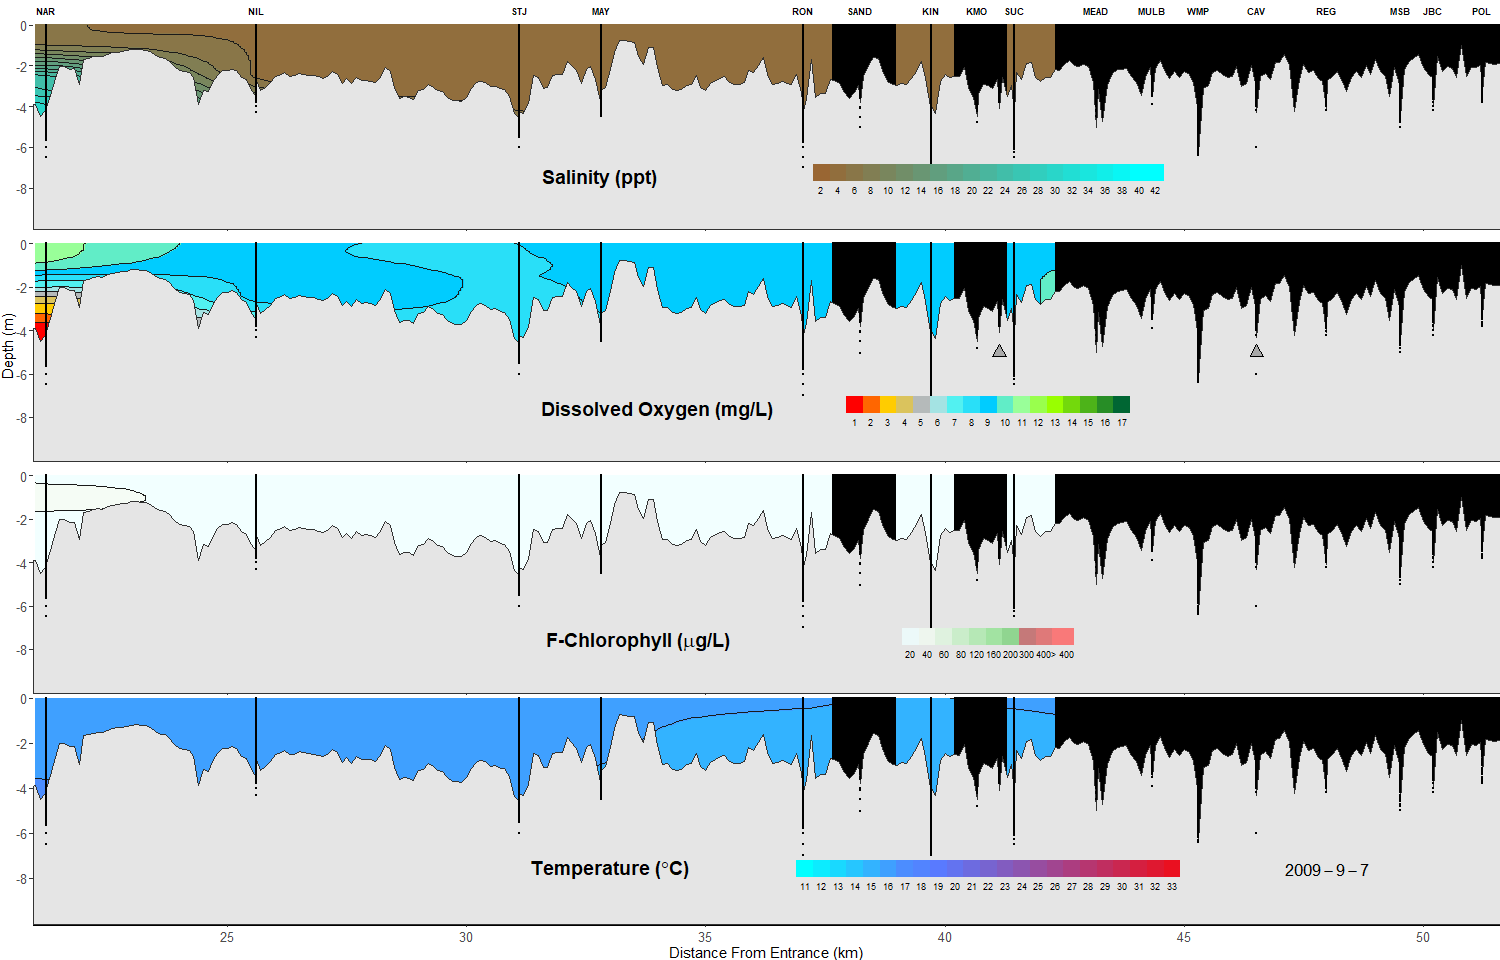 NAR NIL STJ MAY RON SAND KIN KMO SUC MEAD MULB WMP CAV REG MSB JBC POL
0
-2
-4
-6
-8
Salinity (ppt)
2 4 6 8 10 12 14 16 18 20 22 24 26 28 30 32 34 36 38 40 42
0
-2
-4
-6
-8
Depth (m)
Dissolved Oxygen (mg/L)
1 2 3 4 5 6 7 8 9 10 11 12 13 14 15 16 17
0
-2
-4
-6
-8
F-Chlorophyll (μg/L)
20 40 60 80 120 160 200 300 400 > 400
0
-2
-4
-6
-8
Temperature (°C)
11 12 13 14 15 16 17 18 19 20 21 22 23 24 25 26 27 28 29 30 31 32 33
2009 – 9 – 7
25 30 35 40 45 50
Distance From Entrance (km)